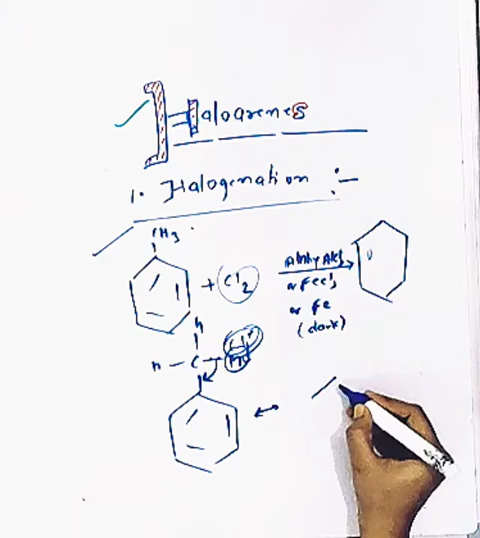 Haloarenes
1. Halogenation :-
CH3
+ Cl2
Anhy AlCl3
or FeCl3
or Fe
(dark)
H
H - C - H